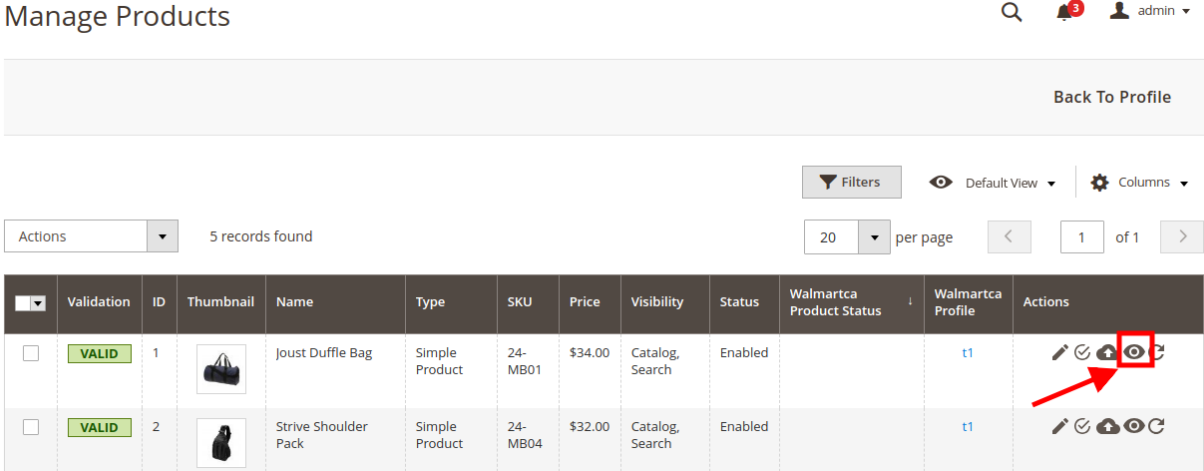 Manage Products
3
admin
Back To Profile
Filters
Default View
Columns
Actions
5 records found
20
per page
1
of 1
Validation ID Thumbnail Name Type SKU Price Visibility Status Walmartca Product Status ↓ Walmartca Profile Actions
VALID 1 Joust Duffle Bag Simple Product 24-MB01 $34.00 Catalog, Search Enabled t1
VALID 2 Strive Shoulder Pack Simple Product 24-MB04 $32.00 Catalog, Search Enabled t1